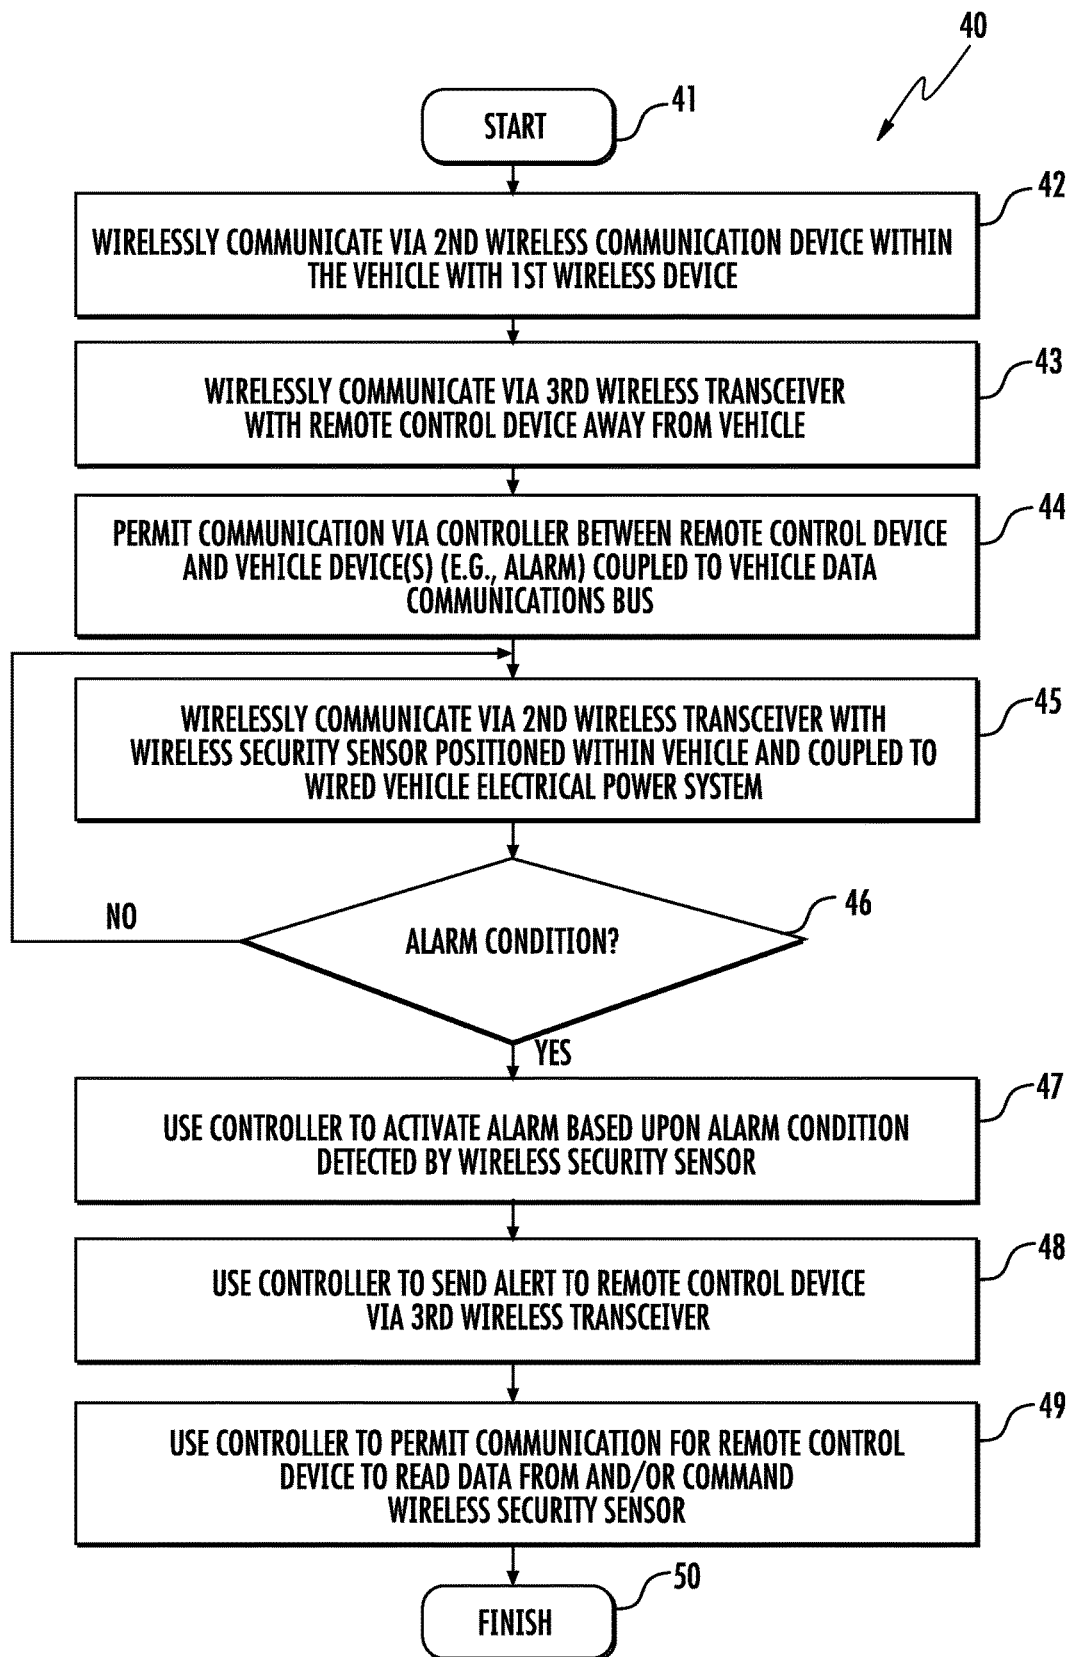 40
START
41
42
WIRELESSLY COMMUNICATE VIA 2ND WIRELESS COMMUNICATION DEVICE WITHIN
THE VEHICLE WITH 1ST WIRELESS DEVICE
43
WIRELESSLY COMMUNICATE VIA 3RD WIRELESS TRANSCEIVER
WITH REMOTE CONTROL DEVICE AWAY FROM VEHICLE
44
PERMIT COMMUNICATION VIA CONTROLLER BETWEEN REMOTE CONTROL DEVICE
AND VEHICLE DEVICE(S) (E.G., ALARM) COUPLED TO VEHICLE DATA
COMMUNICATIONS BUS
45
WIRELESSLY COMMUNICATE VIA 2ND WIRELESS TRANSCEIVER WITH
WIRELESS SECURITY SENSOR POSITIONED WITHIN VEHICLE AND COUPLED TO
WIRED VEHICLE ELECTRICAL POWER SYSTEM
46
NO
ALARM CONDITION?
YES
47
USE CONTROLLER TO ACTIVATE ALARM BASED UPON ALARM CONDITION
DETECTED BY WIRELESS SECURITY SENSOR
48
USE CONTROLLER TO SEND ALERT TO REMOTE CONTROL DEVICE
VIA 3RD WIRELESS TRANSCEIVER
49
USE CONTROLLER TO PERMIT COMMUNICATION FOR REMOTE CONTROL
DEVICE TO READ DATA FROM AND/OR COMMAND
WIRELESS SECURITY SENSOR
50
FINISH